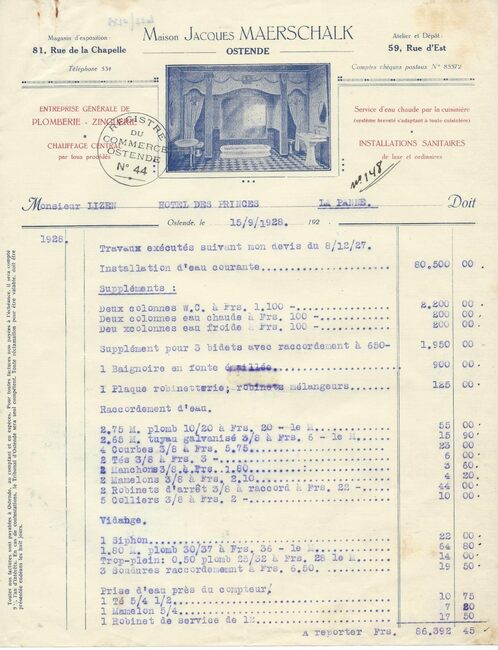 Maison Jacques MAERSCHALK
OSTENDE
Magasin d'exposition :
81, Rue de la Chapelle
Téléphone 534
Atelier et Dépôt :
59, Rue d'Est
Compte chèques postaux N° 85572
ENTREPRISE GÉNÉRALE DE
PLOMBERIE - ZINGUERIE
CHAUFFAGE CENTRAL
par tous procédés
REGISTRE
DU
COMMERCE
OSTENDE
N° 44
Service d'eau chaude par la cuisinière
(système breveté s'adaptant à toute cuisinière)
INSTALLATIONS SANITAIRES
de luxe et ordinaires
n° 148
Monsieur LIZEN HOTEL DES PRINCES LA PANNE. Doit
Ostende, le 15/9/1928. 192
1928.
Travaux exécutés suivant mon devis du 8/12/27.
Installation d'eau courante 80,500 00
Suppléments :
Deux colonnes W.C. à Frs. 1,100 - 2,200 00
Deux colonnes eau chaude à Frs. 100 - 200 00
Deu xcolonnes eau froide à Frs. 100 - 200 00
Supplément pour 3 bidets avec raccordement à 650- 1,950 00
1 Baignoire en fonte émaillée. 900 00
1 Plaque robinetterie; robinets mélangeurs 125 00
Raccordement d'eau.
2.75 M. plomb 10/20 à Frs. 20 - le M. 55 00
2.65 M. tuyau galvanisé 3/8 à Frs. 6 - le M. 15 90
4 Courbes 3/8 à Frs. 5.75 23 00
2 Tés 3/8 à Frs. 3 - 6 00
2 Manchons 3/8 à Frs. 1.80 3 60
2 Mamelons 3/8 à Frs. 2.10 4 20
2 Robinets d'arrêt 3/8 à raccord à Frs. 22 - 44 00
5 Colliers 3/8 à Frs. 2 - 10 00
Vidange.
1 Siphon 22 00
1.80 M. plomb 30/37 à Frs. 36 - le M. 64 80
Trop-plein: 0.50 plomb 25/32 à Frs. 28 le M. 14 00
3 Soudures raccordement à Frs. 6.50. 19 50
Prise d'eau près du compteur
1 Té 5/4 1/2 10 75
1 Mamelon 5/4 7 20
1 Robinet de service de 12 17 50
A reporter Frs. 86,392 45